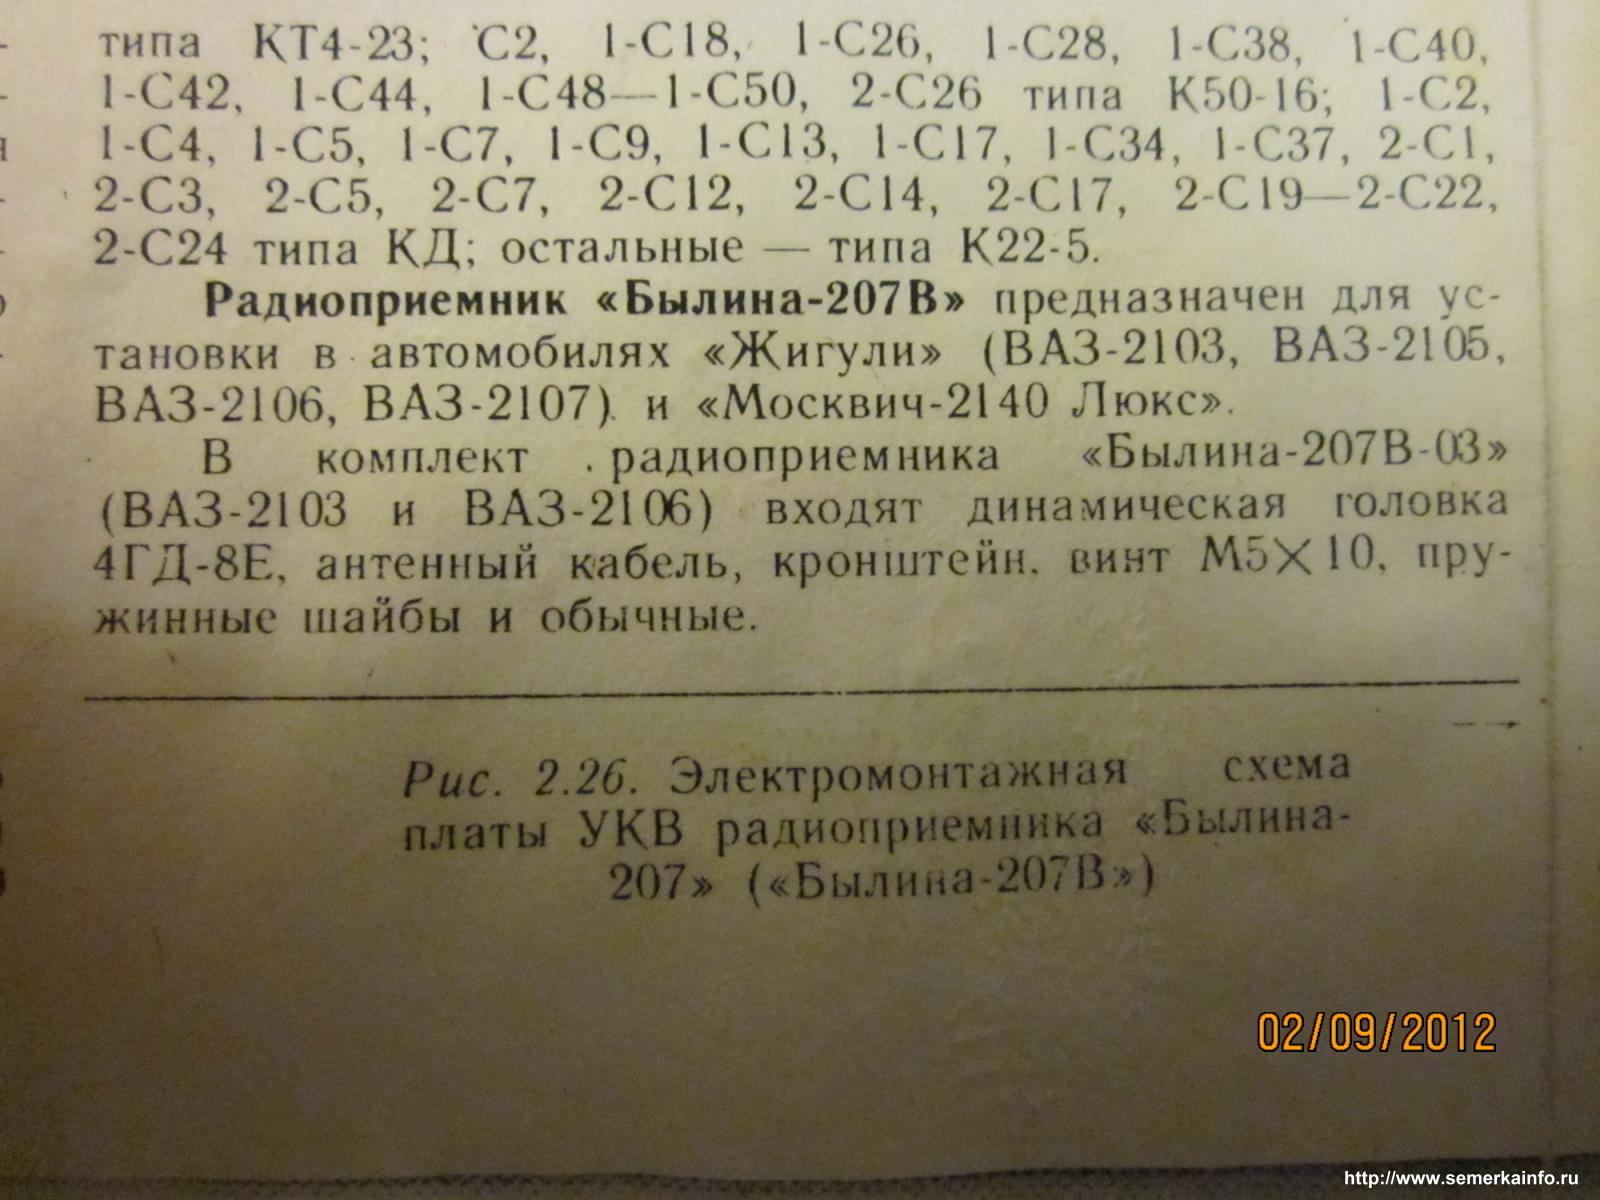 типа КТ4-23; С2, 1-С18, 1-С26, 1-С28, 1-С38, 1-С40,
1-С42, 1-С44, 1-С48—1-С50, 2-С26 типа К50-16; 1-С2,
1-С4, 1-С5, 1-С7, 1-С9, 1-С13, 1-С17, 1-С34, 1-С37, 2-С1,
2-С3, 2-С5, 2-С7, 2-С12, 2-С14, 2-С17, 2-С19—2-С22,
2-С24 типа КД; остальные — типа К22-5.
Радиоприемник «Былина-207В» предназначен для ус-
тановки в автомобилях «Жигули» (ВАЗ-2103, ВАЗ-2105,
ВАЗ-2106, ВАЗ-2107) и «Москвич-2140 Люкс».
В комплект радиоприемника «Былина-207В-03»
(ВАЗ-2103 и ВАЗ-2106) входят динамическая головка
4ГД-8Е, антенный кабель, кронштейн, винт М5×10, пру-
жинные шайбы и обычные.
Рис. 2.26. Электромонтажная схема
платы УКВ радиоприемника «Былина-
207» («Былина-207В»)
02/09/2012
http://www.semerkainfo.ru